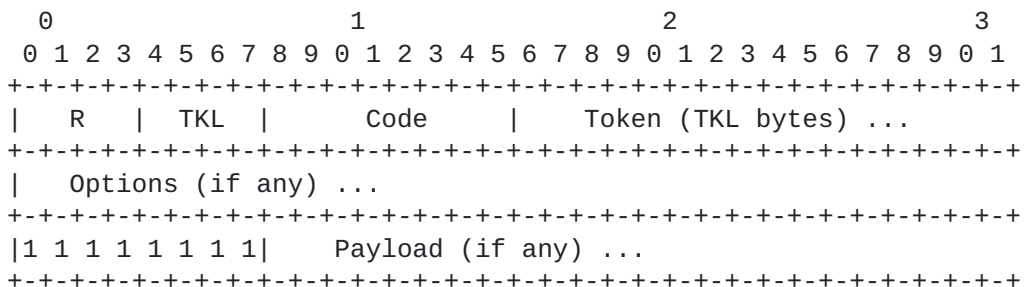 0                   1                   2                   3
 0 1 2 3 4 5 6 7 8 9 0 1 2 3 4 5 6 7 8 9 0 1 2 3 4 5 6 7 8 9 0 1
+-+-+-+-+-+-+-+-+-+-+-+-+-+-+-+-+-+-+-+-+-+-+-+-+-+-+-+-+-+-+-+-+
|   R   |  TKL  |      Code     |    Token (TKL bytes) ...
+-+-+-+-+-+-+-+-+-+-+-+-+-+-+-+-+-+-+-+-+-+-+-+-+-+-+-+-+-+-+-+-+
|   Options (if any) ...
+-+-+-+-+-+-+-+-+-+-+-+-+-+-+-+-+-+-+-+-+-+-+-+-+-+-+-+-+-+-+-+-+
|1 1 1 1 1 1 1 1|    Payload (if any) ...
+-+-+-+-+-+-+-+-+-+-+-+-+-+-+-+-+-+-+-+-+-+-+-+-+-+-+-+-+-+-+-+-+